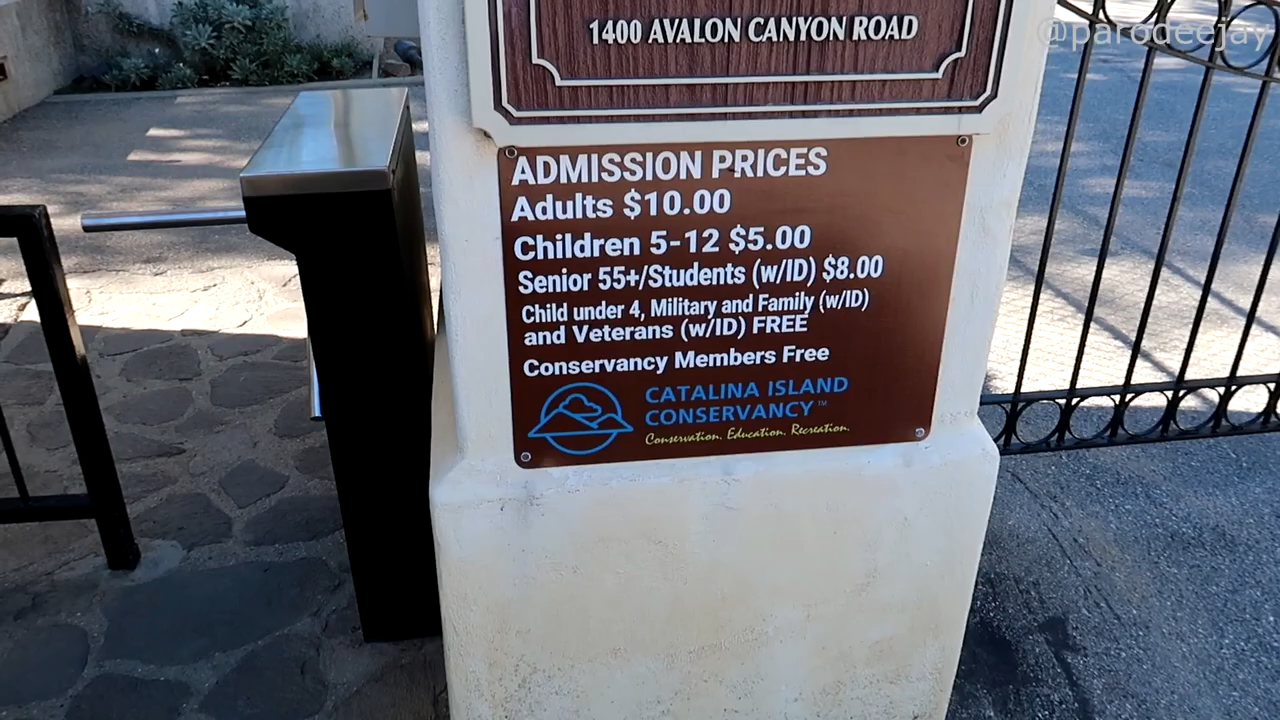 @parodeejay
1400 AVALON CANYON ROAD
ADMISSION PRICES
Adults $10.00
Children 5-12 $5.00
Senior 55+/Students (w/ID) $8.00
Child under 4, Military and Family (w/ID)
and Veterans (w/ID) FREE
Conservancy Members Free
CATALINA ISLAND
CONSERVANCY™
Conservation. Education. Recreation.